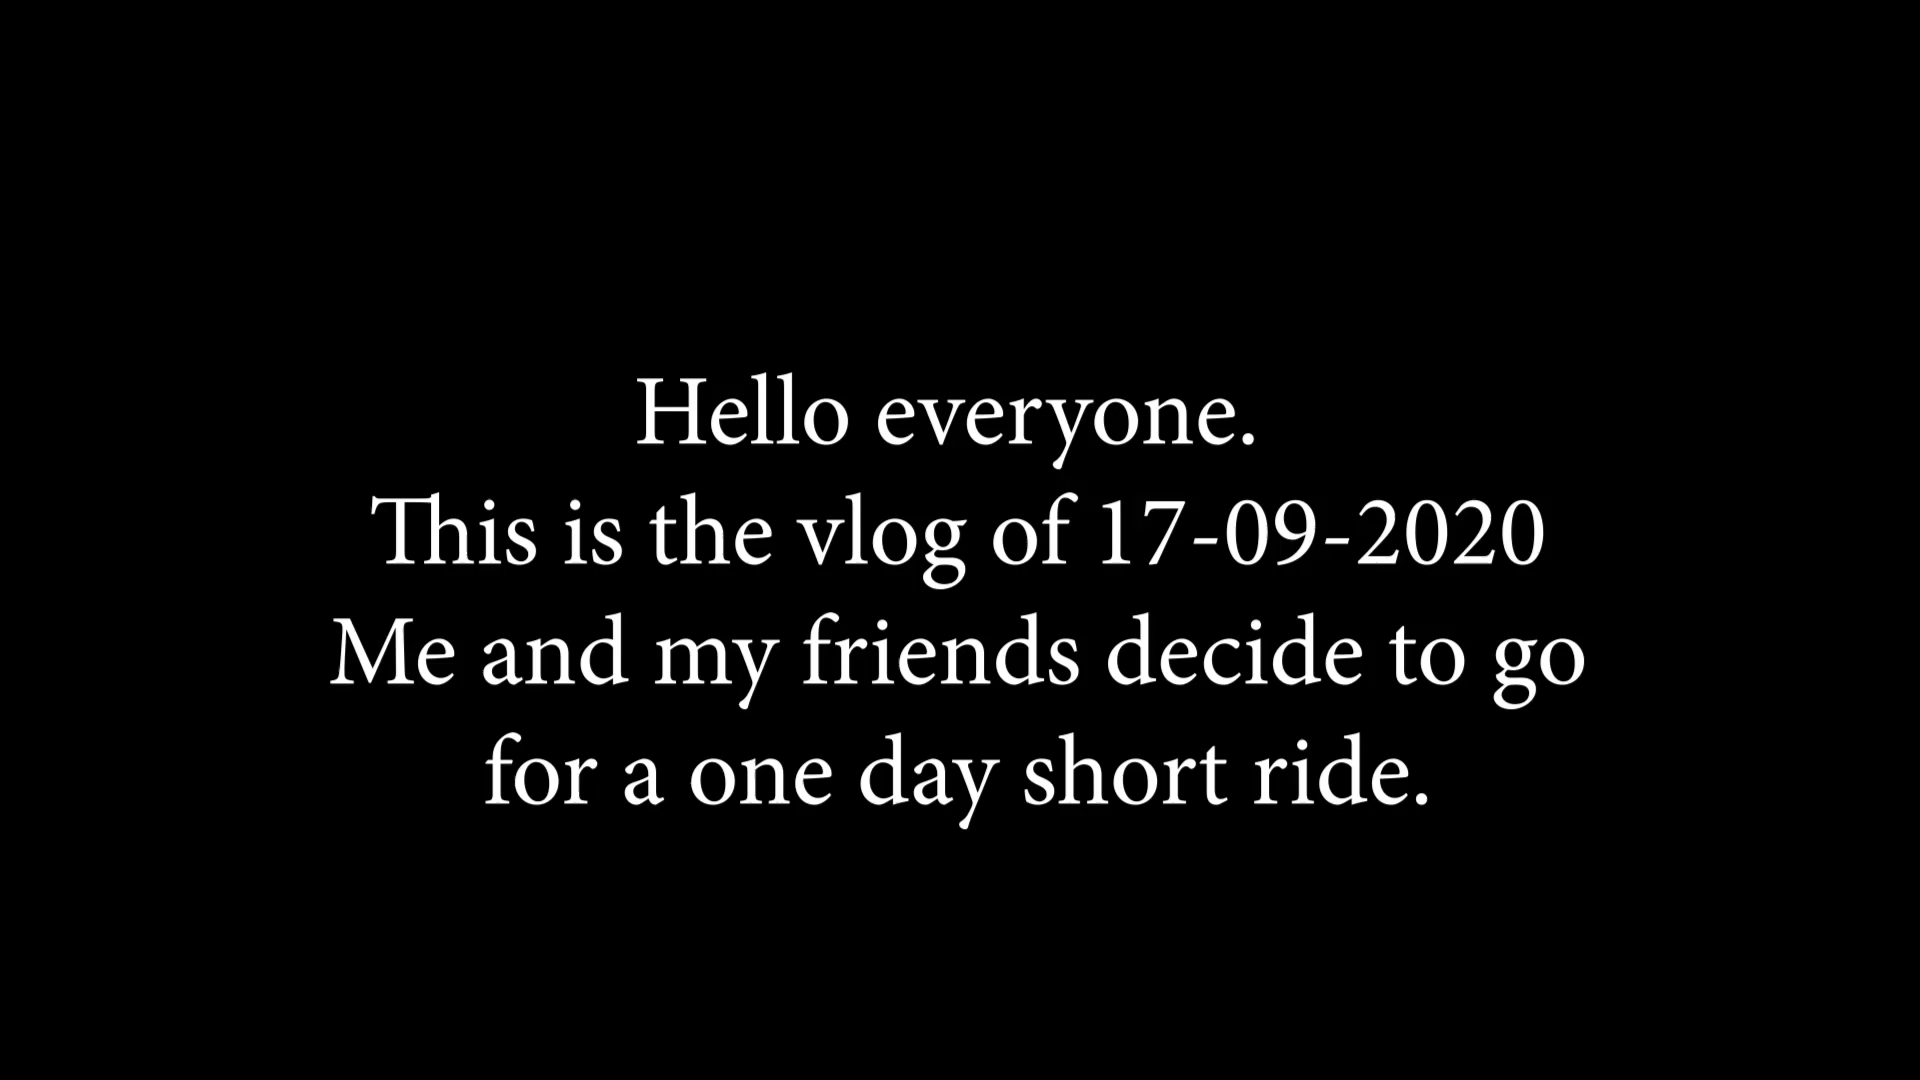 Hello everyone.
This is the vlog of 17-09-2020
Me and my friends decide to go
for a one day short ride.